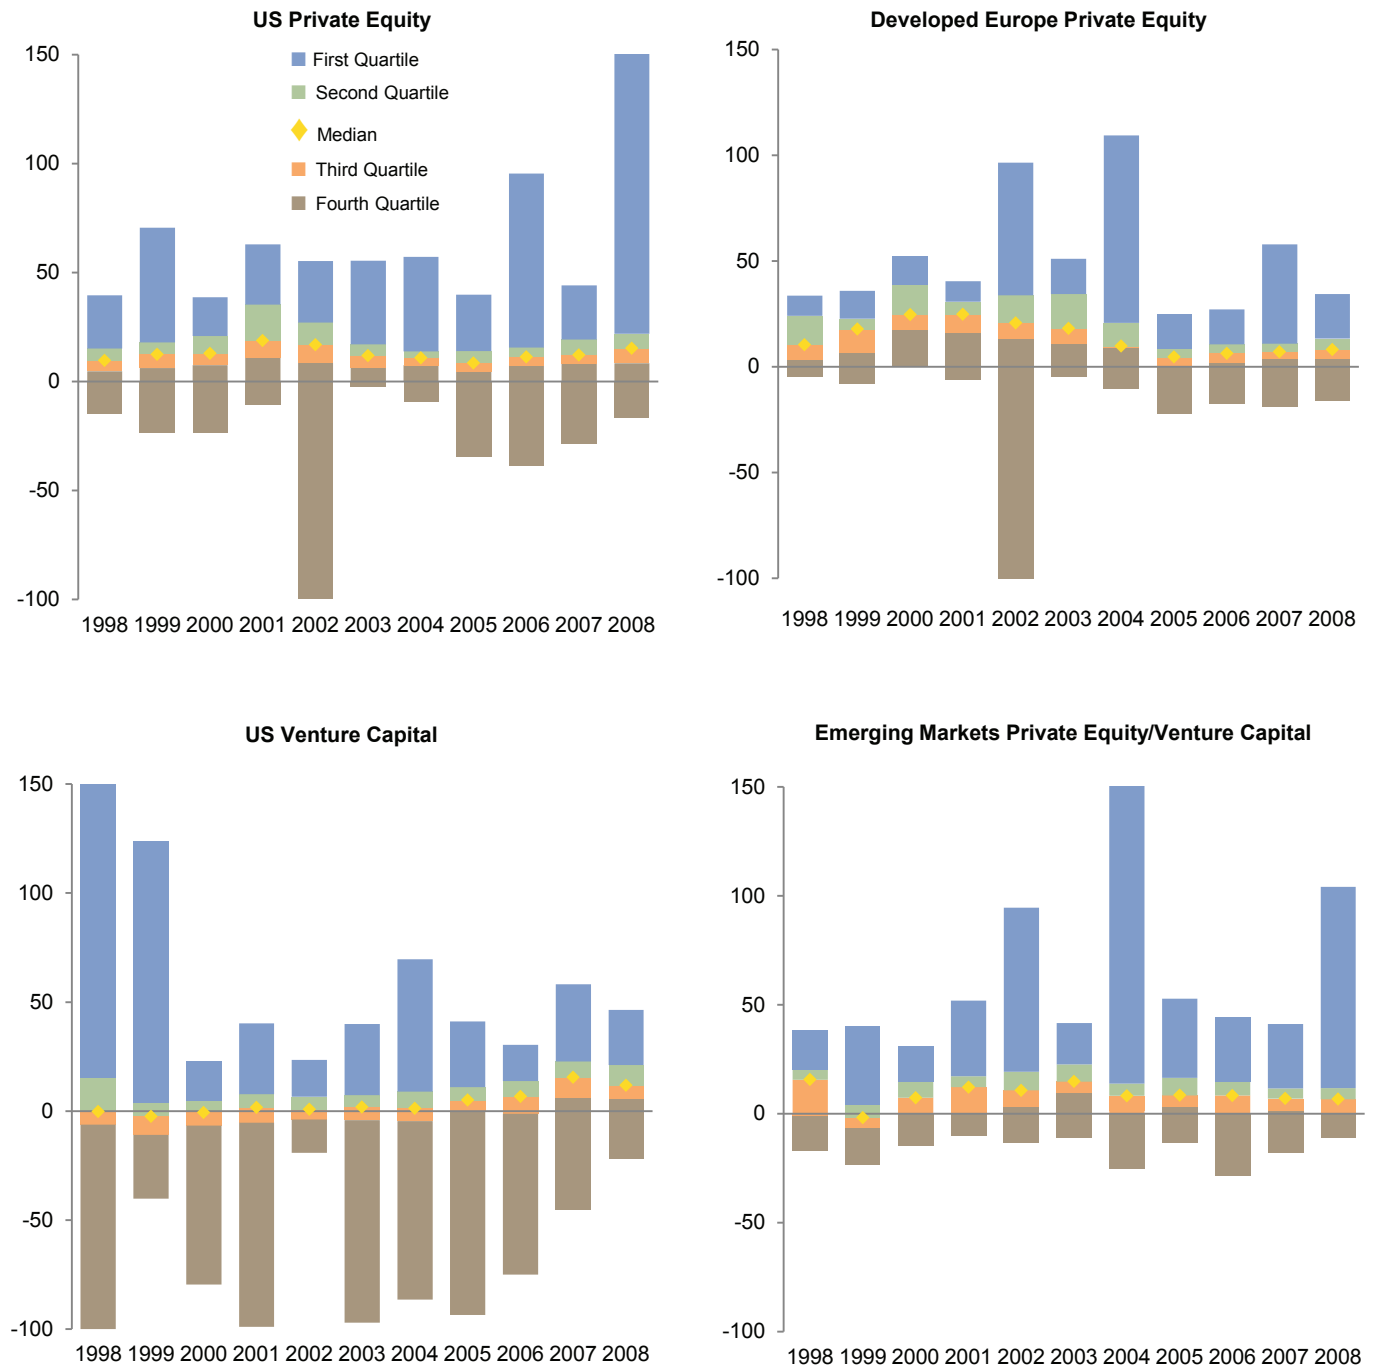 US Private Equity
150
100
50
0
-50
-100
First Quartile
Second Quartile
Median
Third Quartile
Fourth Quartile
1998 1999 2000 2001 2002 2003 2004 2005 2006 2007 2008
Developed Europe Private Equity
150
100
50
0
-50
-100
1998 1999 2000 2001 2002 2003 2004 2005 2006 2007 2008
US Venture Capital
150
100
50
0
-50
-100
1998 1999 2000 2001 2002 2003 2004 2005 2006 2007 2008
Emerging Markets Private Equity/Venture Capital
150
100
50
0
-50
-100
1998 1999 2000 2001 2002 2003 2004 2005 2006 2007 2008